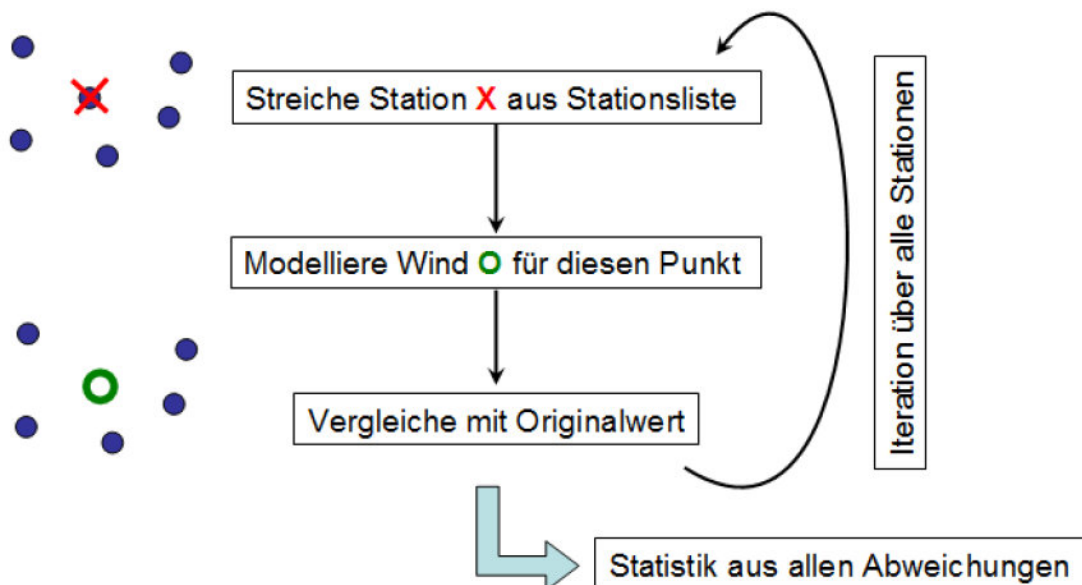 Streiche Station X aus Stationsliste
Modelliere Wind O für diesen Punkt
Vergleiche mit Originalwert
Iteration über alle Stationen
Statistik aus allen Abweichungen